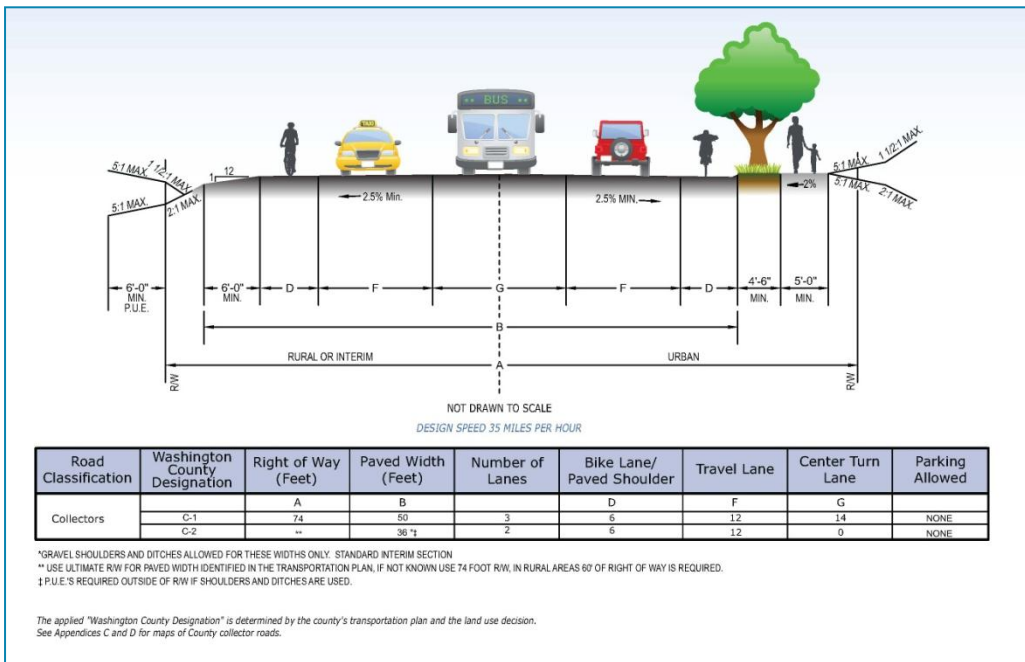 BUS
TAXI
5:1 MAX.
1 1/2:1 MAX.
1
12
2.5% Min.
2.5% MIN.
2%
5:1 MAX.
1 1/2:1 MAX.
5:1 MAX.
2:1 MAX.
5:1 MAX.
2:1 MAX.
6'-0" MIN. P.U.E.
6'-0" MIN.
D
F
G
F
D
4'-6" MIN.
5'-0" MIN.
B
RURAL OR INTERIM
A
URBAN
R/W
R/W
NOT DRAWN TO SCALE
DESIGN SPEED 35 MILES PER HOUR
Road Classification Washington County Designation Right of Way (Feet) Paved Width (Feet) Number of Lanes Bike Lane/ Paved Shoulder Travel Lane Center Turn Lane Parking Allowed
A B D F G
Collectors
C-1 74 50 3 6 12 14 NONE
C-2 ** 36 *‡ 2 6 12 0 NONE
*GRAVEL SHOULDERS AND DITCHES ALLOWED FOR THESE WIDTHS ONLY. STANDARD INTERIM SECTION
** USE ULTIMATE R/W FOR PAVED WIDTH IDENTIFIED IN THE TRANSPORTATION PLAN, IF NOT KNOWN USE 74 FOOT R/W, IN RURAL AREAS 60' OF RIGHT OF WAY IS REQUIRED.
‡ P.U.E.'S REQUIRED OUTSIDE OF R/W IF SHOULDERS AND DITCHES ARE USED.
The applied "Washington County Designation" is determined by the county's transportation plan and the land use decision.
See Appendices C and D for maps of County collector roads.